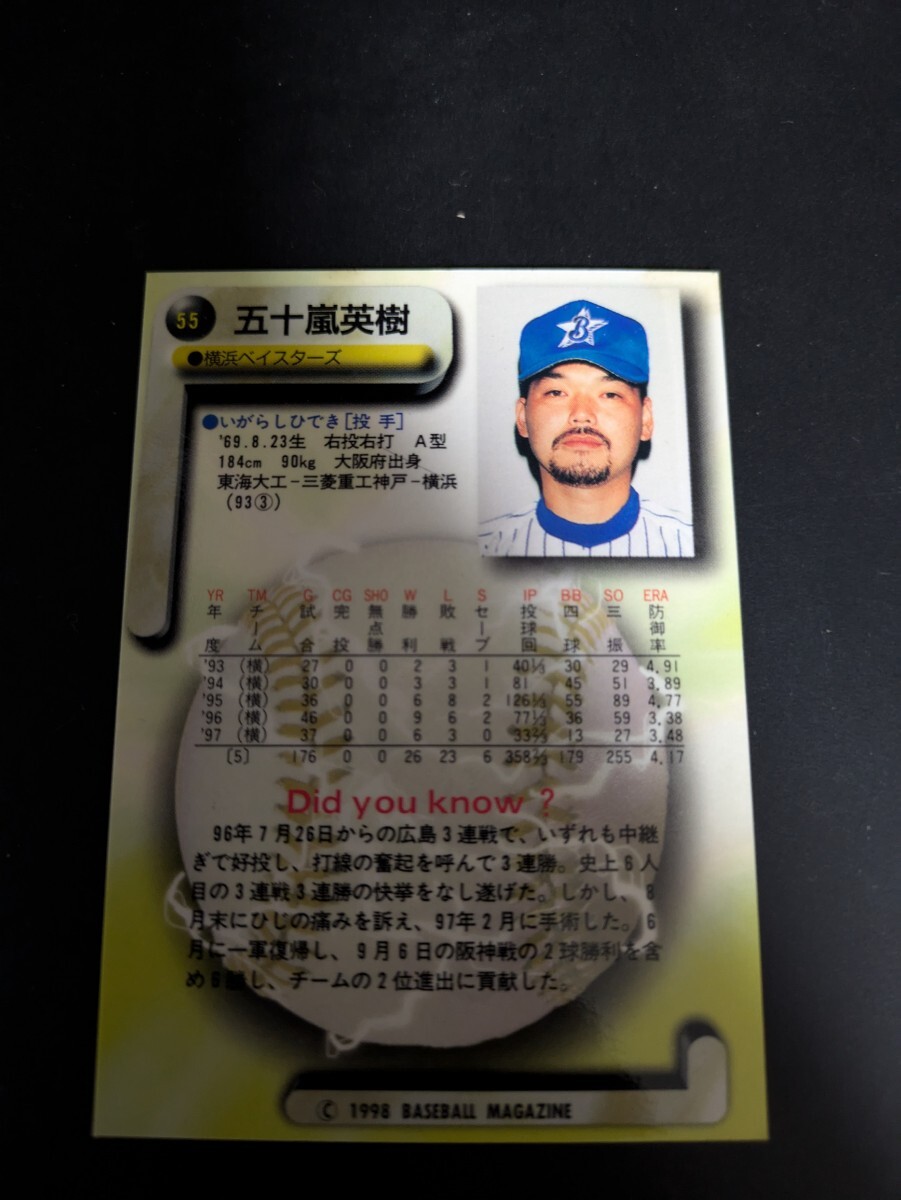 55 五十嵐英樹
●横浜ベイスターズ
B
●いがらしひでき[投手]
'69.8.23生 右投右打 A型
184cm 90kg 大阪府出身
東海大工-三菱重工神戸-横浜
(93③)
YR TM G CG SHO W L S IP BB SO ERA
年度 チーム 試合 完投 無点勝 勝利 敗戦 セーブ 投球回 四球 三振 防御率
'93 (横) 27 0 0 2 3 1 40⅓ 30 29 4.91
'94 (横) 30 0 0 3 3 1 81 45 51 3.89
'95 (横) 36 0 0 6 8 2 126⅓ 55 89 4.77
'96 (横) 46 0 0 9 6 2 77⅓ 36 59 3.38
'97 (横) 37 0 0 6 3 0 33⅔ 13 27 3.48
[5] 176 0 0 26 23 6 358⅔ 179 255 4.17
Did you know ?
96年7月26日からの広島3連戦で、いずれも中継
ぎで好投し、打線の奮起を呼んで3連勝。史上6人
目の3連戦3連勝の快挙をなし遂げた。しかし、8
月末にひじの痛みを訴え、97年2月に手術した。6
月に一軍復帰し、9月6日の阪神戦の2球勝利を含
め6勝し、チームの2位進出に貢献した。
© 1998 BASEBALL MAGAZINE